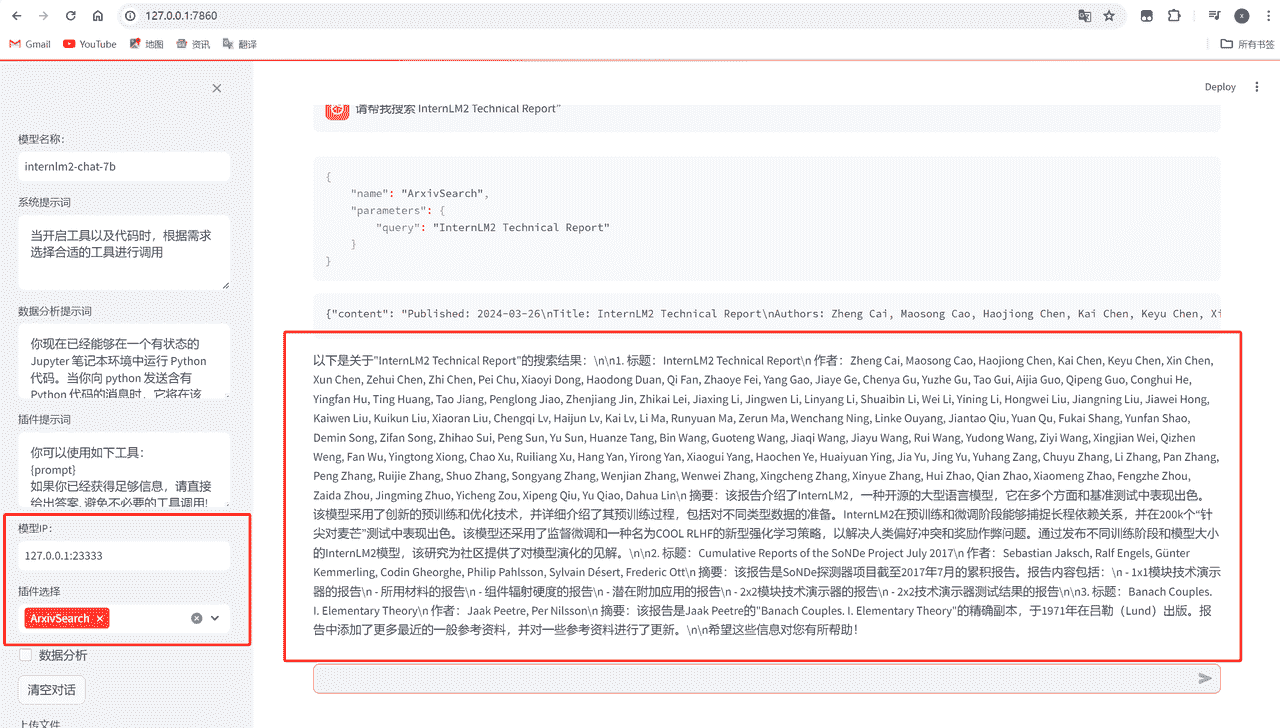 127.0.0.1:7860
Gmail YouTube 地图 资讯 翻译 所有书签
Deploy
模型名称：
internlm2-chat-7b
系统提示词
当开启工具以及代码时，根据需求
选择合适的工具进行调用
数据分析提示词
你现在已经能够在一个有状态的
Jupyter 笔记本环境中运行 Python
代码。当你向 python 发送含有
Python 代码的消息时，它将在该
插件提示词
你可以使用如下工具：
{prompt}
如果你已经获得足够信息，请直接
给出答案. 避免不必要的工具调用!
模型IP：
127.0.0.1:23333
插件选择
ArxivSearch
数据分析
清空对话
上传文件
请帮我搜索 InternLM2 Technical Report"
{
"name": "ArxivSearch",
"parameters": {
"query": "InternLM2 Technical Report"
}
}
{"content": "Published: 2024-03-26\nTitle: InternLM2 Technical Report\nAuthors: Zheng Cai, Maosong Cao, Haojiong Chen, Kai Chen, Keyu Chen, Xi
以下是关于"InternLM2 Technical Report"的搜索结果：\n\n1. 标题：InternLM2 Technical Report\n 作者：Zheng Cai, Maosong Cao, Haojiong Chen, Kai Chen, Keyu Chen, Xin Chen,
Xun Chen, Zehui Chen, Zhi Chen, Pei Chu, Xiaoyi Dong, Haodong Duan, Qi Fan, Zhaoye Fei, Yang Gao, Jiaye Ge, Chenya Gu, Yuzhe Gu, Tao Gui, Aijia Guo, Qipeng Guo, Conghui He,
Yingfan Hu, Ting Huang, Tao Jiang, Penglong Jiao, Zhenjiang Jin, Zhikai Lei, Jiaxing Li, Jingwen Li, Linyang Li, Shuaibin Li, Wei Li, Yining Li, Hongwei Liu, Jiangning Liu, Jiawei Hong,
Kaiwen Liu, Kuikun Liu, Xiaoran Liu, Chengqi Lv, Haijun Lv, Kai Lv, Li Ma, Runyuan Ma, Zerun Ma, Wenchang Ning, Linke Ouyang, Jiantao Qiu, Yuan Qu, Fukai Shang, Yunfan Shao,
Demin Song, Zifan Song, Zhihao Sui, Peng Sun, Yu Sun, Huanze Tang, Bin Wang, Guoteng Wang, Jiaqi Wang, Jiayu Wang, Rui Wang, Yudong Wang, Ziyi Wang, Xingjian Wei, Qizhen
Weng, Fan Wu, Yingtong Xiong, Chao Xu, Ruiliang Xu, Hang Yan, Yirong Yan, Xiaogui Yang, Haochen Ye, Huaiyuan Ying, Jia Yu, Jing Yu, Yuhang Zang, Chuyu Zhang, Li Zhang, Pan Zhang,
Peng Zhang, Ruijie Zhang, Shuo Zhang, Songyang Zhang, Wenjian Zhang, Wenwei Zhang, Xingcheng Zhang, Xinyue Zhang, Hui Zhao, Qian Zhao, Xiaomeng Zhao, Fengzhe Zhou,
Zaida Zhou, Jingming Zhuo, Yicheng Zou, Xipeng Qiu, Yu Qiao, Dahua Lin\n 摘要：该报告介绍了InternLM2，一种开源的大型语言模型，它在多个方面和基准测试中表现出色。
该模型采用了创新的预训练和优化技术，并详细介绍了其预训练过程，包括对不同类型数据的准备。InternLM2在预训练和微调阶段能够捕捉长程依赖关系，并在200k个“针
尖对麦芒”测试中表现出色。该模型还采用了监督微调和一种名为COOL RLHF的新型强化学习策略，以解决人类偏好冲突和奖励作弊问题。通过发布不同训练阶段和模型大小
的InternLM2模型，该研究为社区提供了对模型演化的见解。\n\n2. 标题：Cumulative Reports of the SoNDe Project July 2017\n 作者：Sebastian Jaksch, Ralf Engels, Günter
Kemmerling, Codin Gheorghe, Philip Pahlsson, Sylvain Désert, Frederic Ott\n 摘要：该报告是SoNDe探测器项目截至2017年7月的累积报告。报告内容包括：\n - 1x1模块技术演示
器的报告\n - 所用材料的报告\n - 组件辐射硬度的报告\n - 潜在附加应用的报告\n - 2x2模块技术演示器的报告\n - 2x2技术演示器测试结果的报告\n\n3. 标题：Banach Couples.
I. Elementary Theory\n 作者：Jaak Peetre, Per Nilsson\n 摘要：该报告是Jaak Peetre的"Banach Couples. I. Elementary Theory"的精确副本，于1971年在吕勒（Lund）出版。报
告中添加了更多最近的一般参考资料，并对一些参考资料进行了更新。\n\n希望这些信息对您有所帮助！